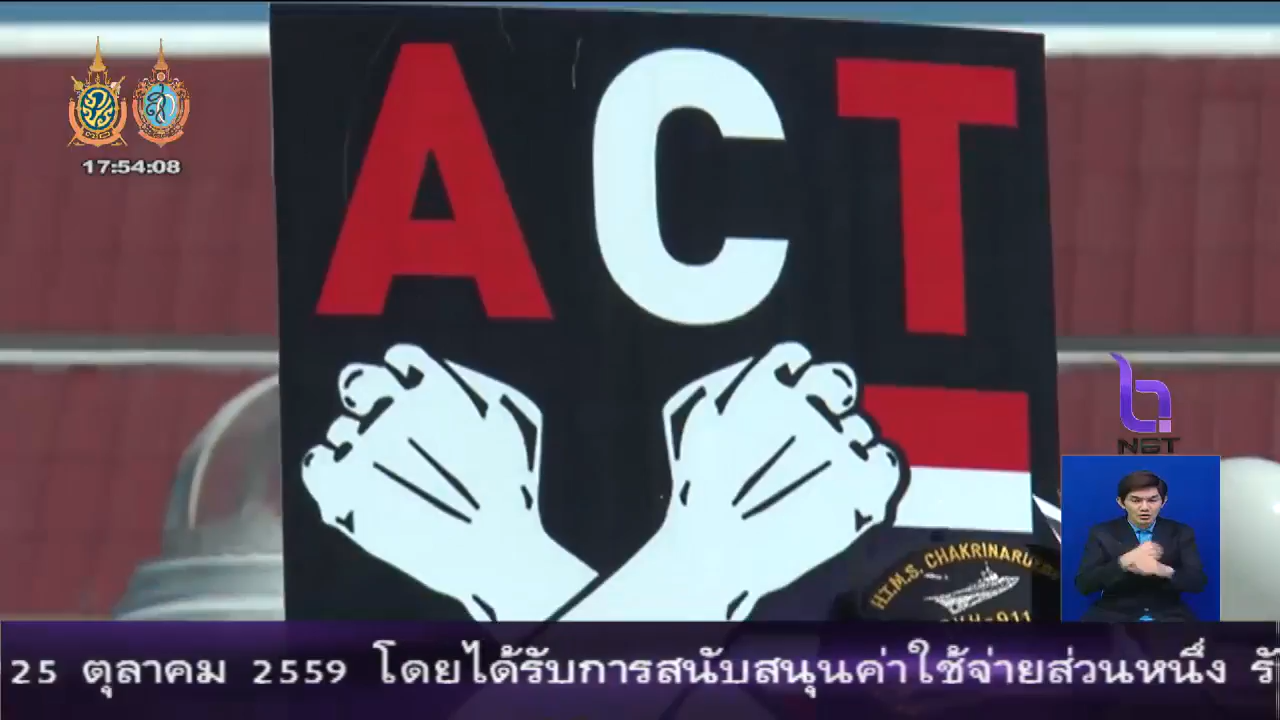 ACT
17:54:08
NBT
H.T.M.S. CHAKRINARUEBET
25 ตุลาคม 2559 โดยได้รับการสนับสนุนค่าใช้จ่ายส่วนหนึ่ง